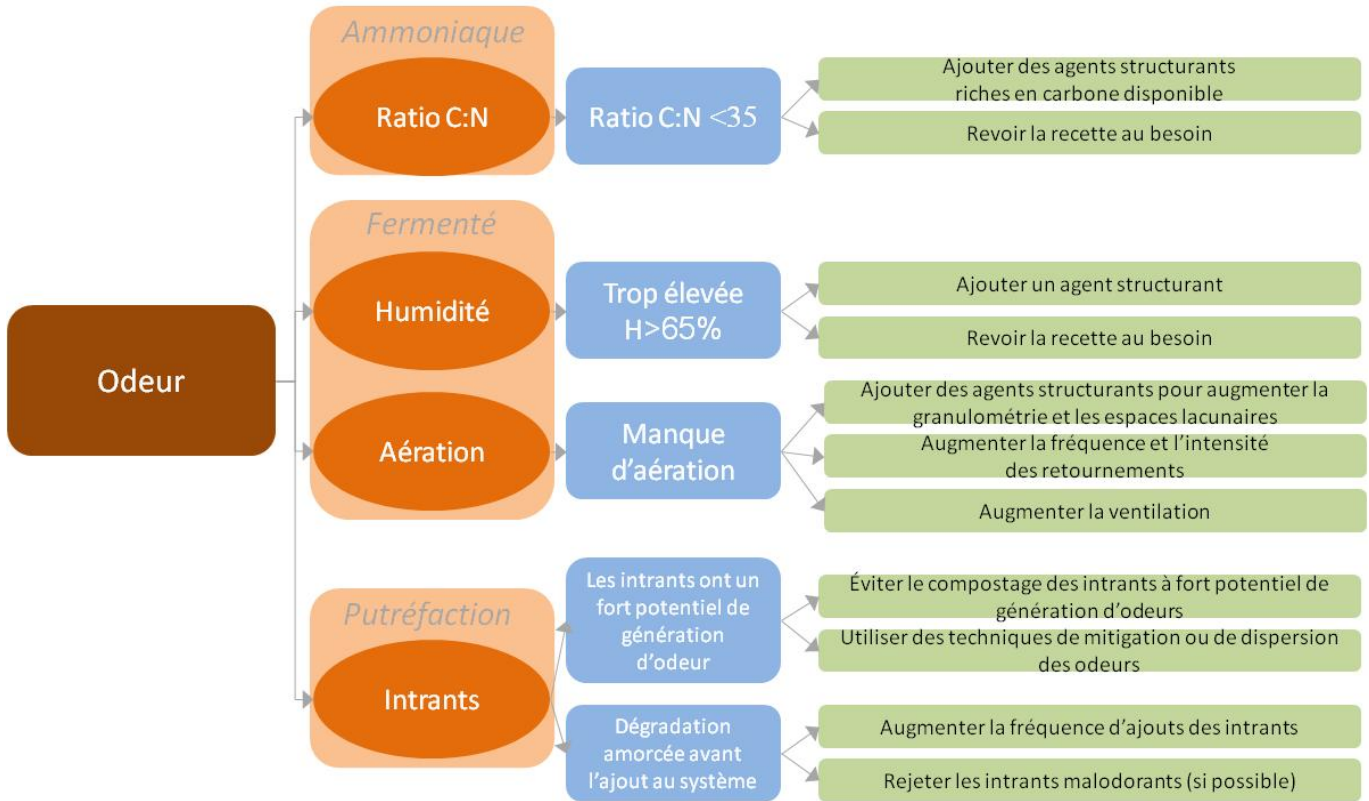 Odeur
Ammoniaque
Ratio C:N
Ratio C:N <35
Ajouter des agents structurants
riches en carbone disponible
Revoir la recette au besoin
Fermenté
Humidité
Trop élevée
H>65%
Ajouter un agent structurant
Revoir la recette au besoin
Aération
Manque
d'aération
Ajouter des agents structurants pour augmenter la
granulométrie et les espaces lacunaires
Augmenter la fréquence et l'intensité
des retournements
Augmenter la ventilation
Putréfaction
Intrants
Les intrants ont un
fort potentiel de
génération
d'odeur
Éviter le compostage des intrants à fort potentiel de
génération d'odeurs
Utiliser des techniques de mitigation ou de dispersion
des odeurs
Dégradation
amorcée avant
l'ajout au système
Augmenter la fréquence d'ajouts des intrants
Rejeter les intrants malodorants (si possible)